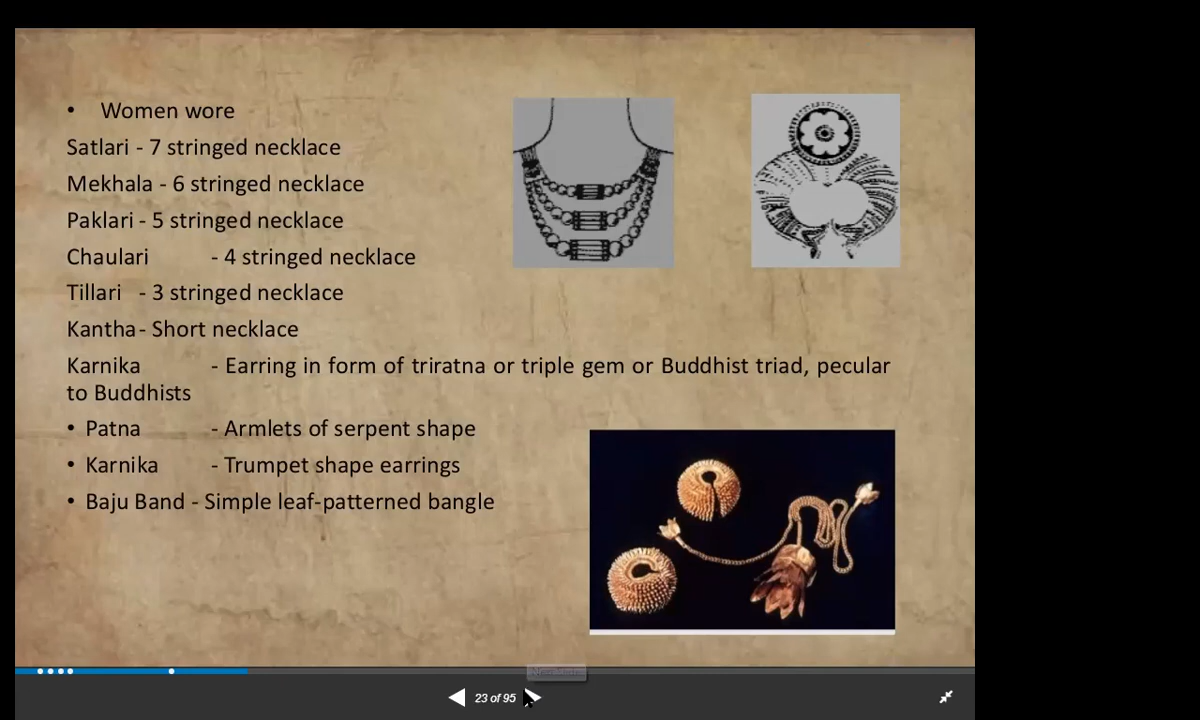 • Women wore
Satlari - 7 stringed necklace
Mekhala - 6 stringed necklace
Paklari - 5 stringed necklace
Chaulari - 4 stringed necklace
Tillari - 3 stringed necklace
Kantha - Short necklace
Karnika - Earring in form of triratna or triple gem or Buddhist triad, pecular
to Buddhists
• Patna - Armlets of serpent shape
• Karnika - Trumpet shape earrings
• Baju Band - Simple leaf-patterned bangle
23 of 95